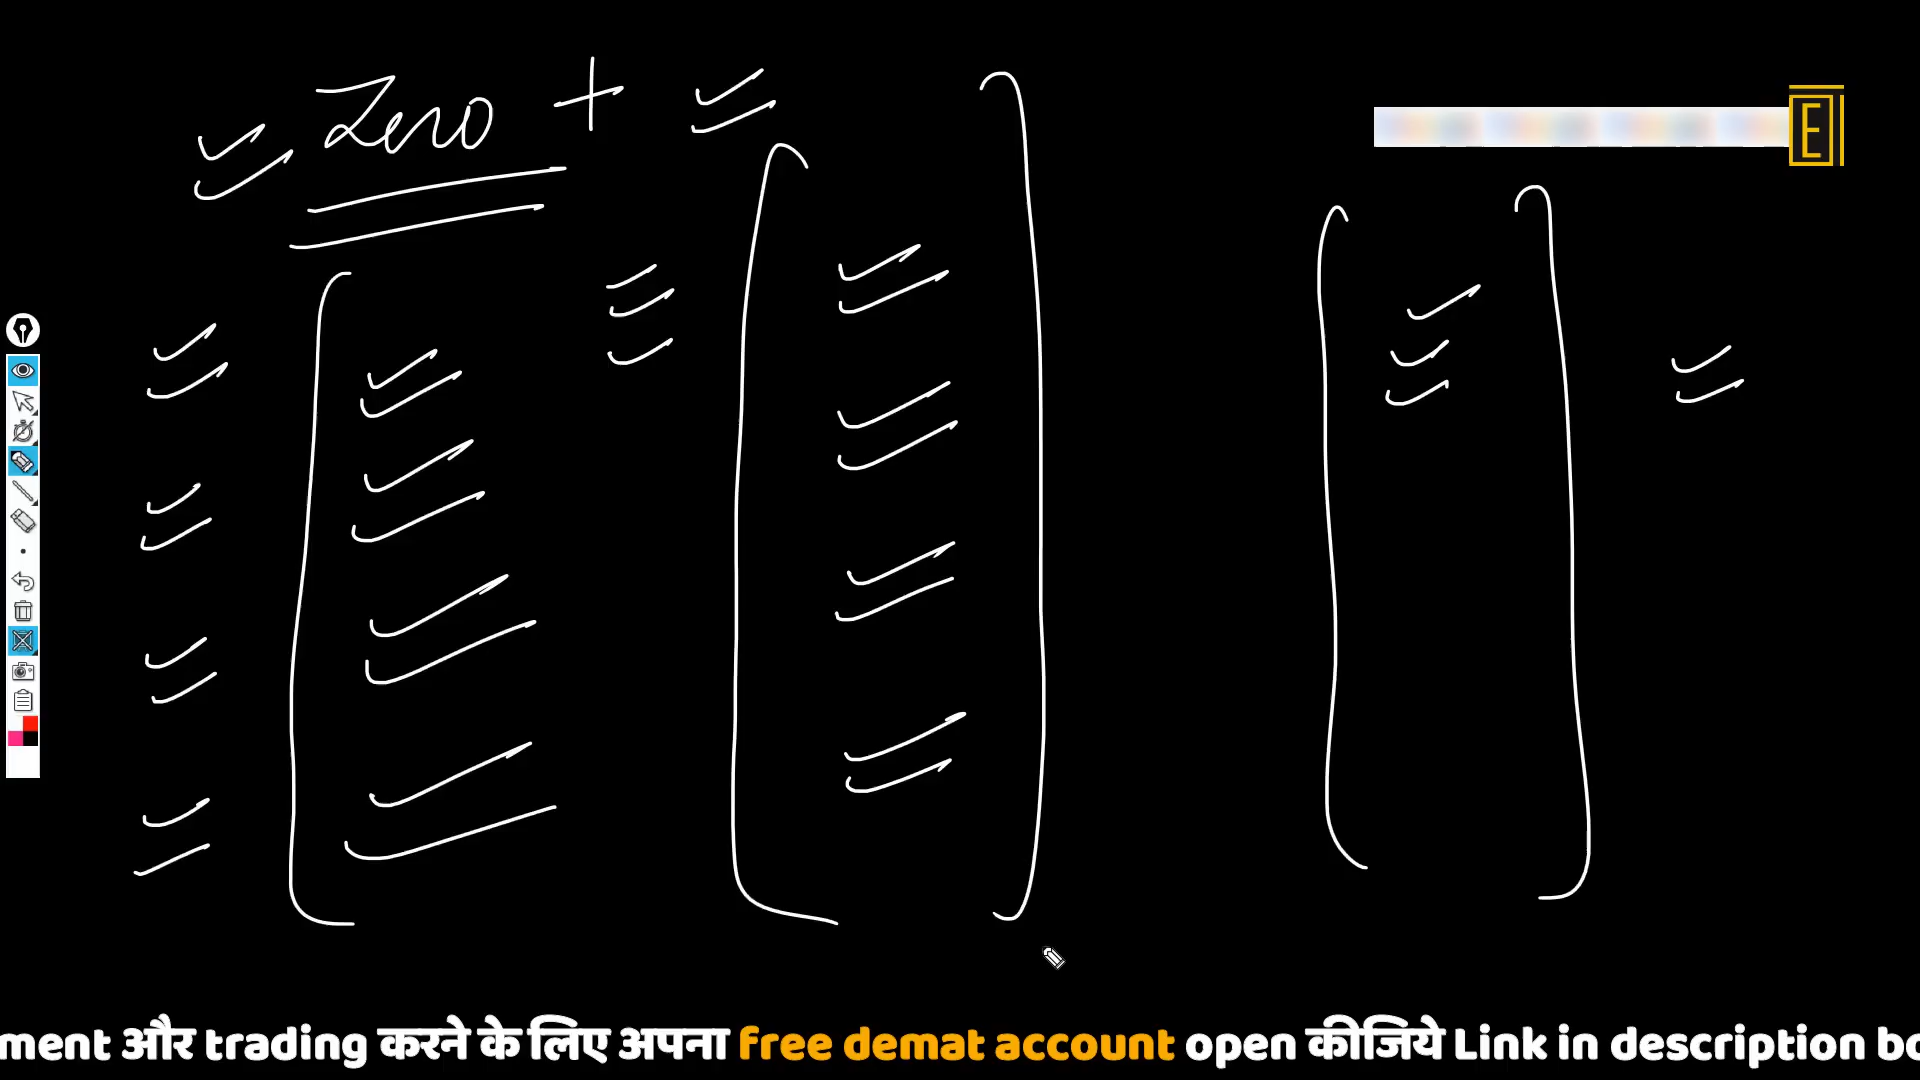 Zero +
E
ment और trading करने के लिए अपना free demat account open कीजिये Link in description bo